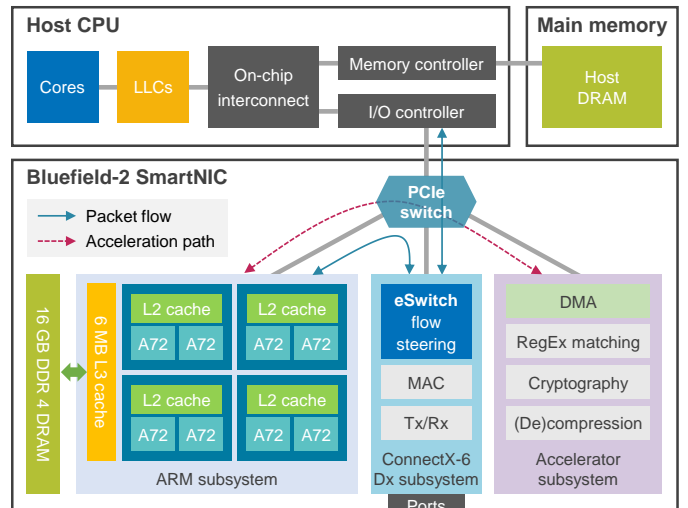 Host CPU
Main memory
Cores
LLCs
On-chip
interconnect
Memory controller
I/O controller
Host
DRAM
Bluefield-2 SmartNIC
PCIe
switch
Packet flow
Acceleration path
16 GB DDR 4 DRAM
6 MB L3 cache
L2 cache
A72 A72
L2 cache
A72 A72
L2 cache
A72 A72
L2 cache
A72 A72
ARM subsystem
eSwitch
flow
steering
MAC
Tx/Rx
ConnectX-6
Dx subsystem
DMA
RegEx matching
Cryptography
(De)compression
Accelerator
subsystem
Ports